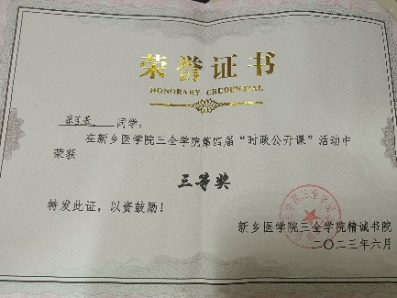 荣誉证书
HONORARY CREDENTIAL
同学：
在新乡医学院三全学院第四届“时政公开课”活动中
荣获
三等奖
特发此证，以资鼓励！
新乡医学院三全学院精诚书院
二〇二三年六月